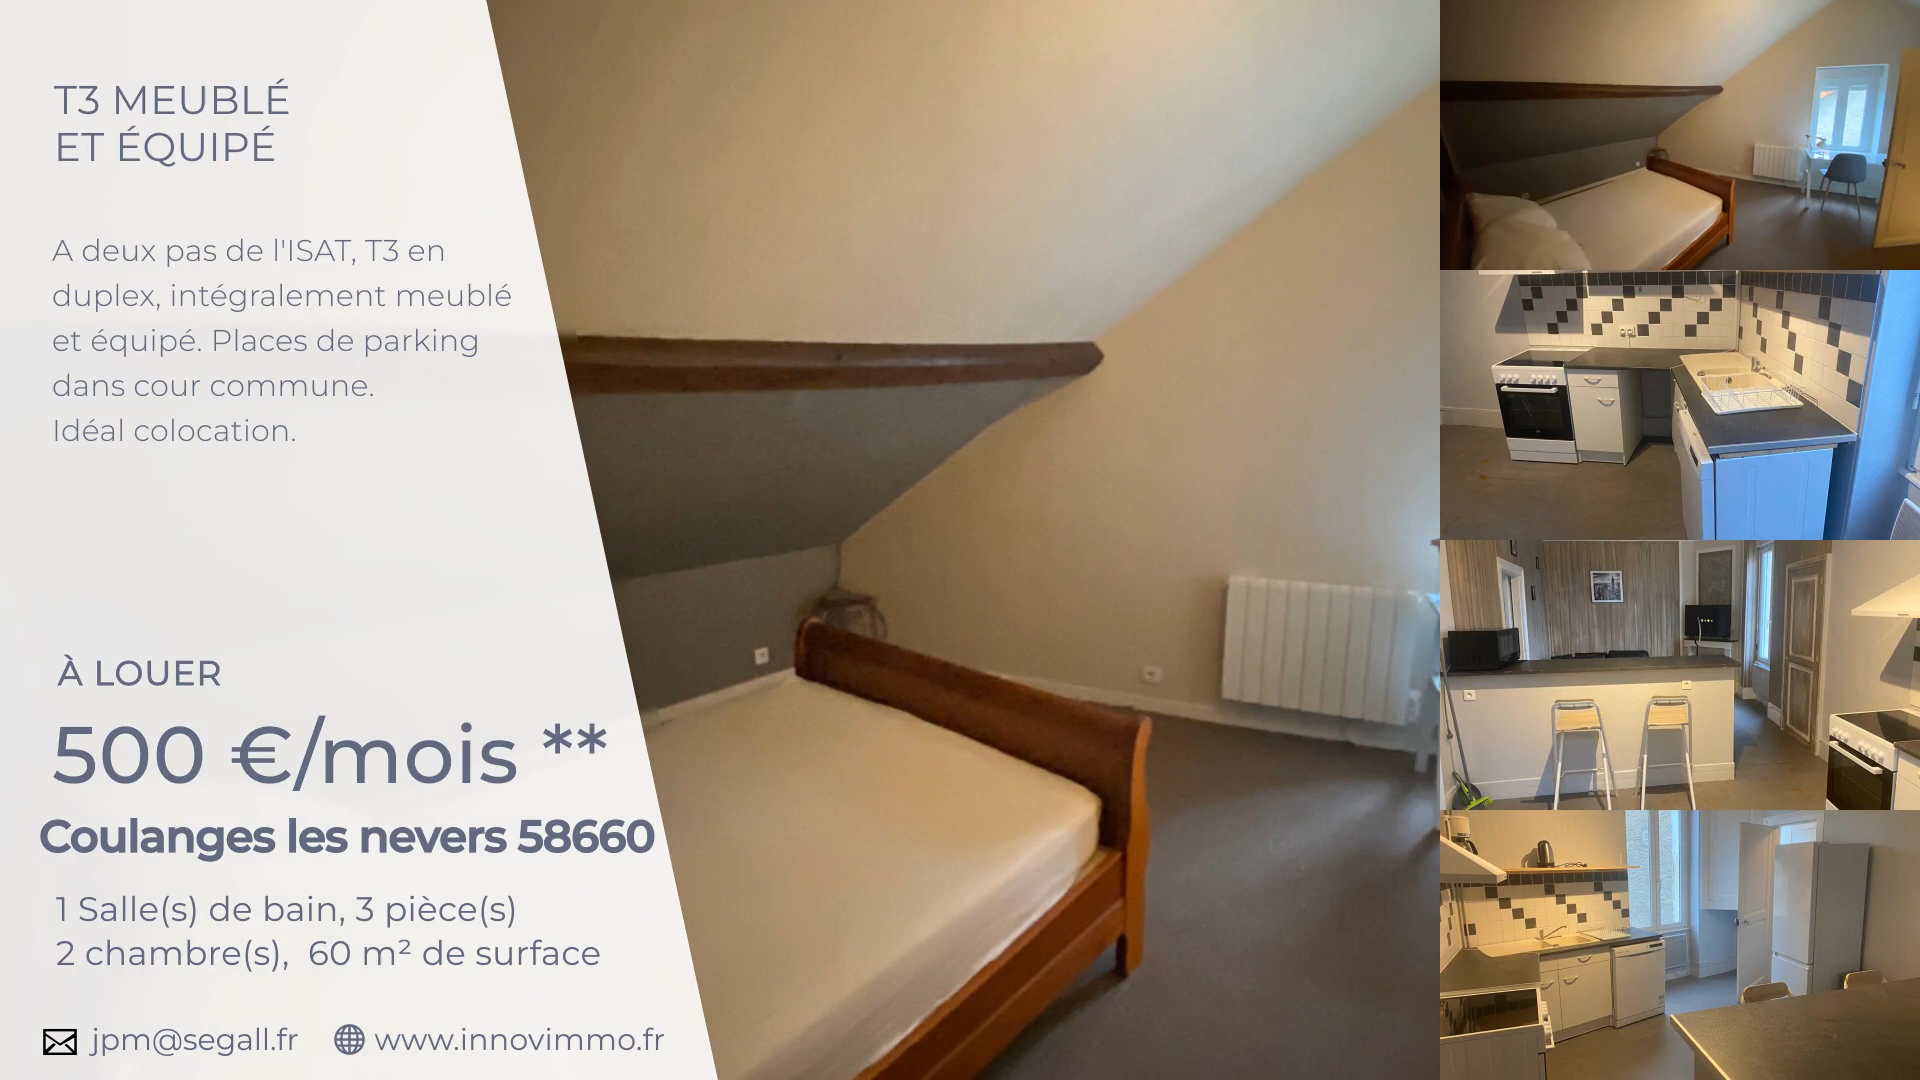 T3 MEUBLÉ
ET ÉQUIPÉ
A deux pas de l'ISAT, T3 en
duplex, intégralement meublé
et équipé. Places de parking
dans cour commune.
Idéal colocation.
À LOUER
500 €/mois **
Coulanges les nevers 58660
1 Salle(s) de bain, 3 pièce(s)
2 chambre(s),  60 m² de surface
jpm@segall.fr
www.innovimmo.fr